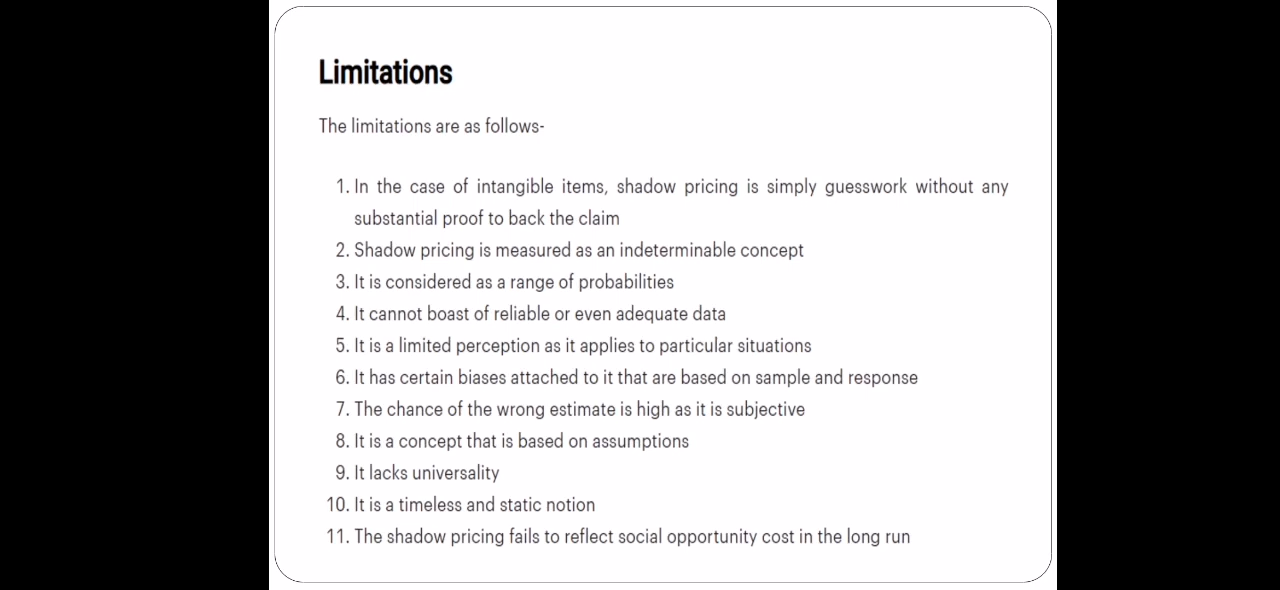 Limitations
The limitations are as follows-
1. In the case of intangible items, shadow pricing is simply guesswork without any
substantial proof to back the claim
2. Shadow pricing is measured as an indeterminable concept
3. It is considered as a range of probabilities
4. It cannot boast of reliable or even adequate data
5. It is a limited perception as it applies to particular situations
6. It has certain biases attached to it that are based on sample and response
7. The chance of the wrong estimate is high as it is subjective
8. It is a concept that is based on assumptions
9. It lacks universality
10. It is a timeless and static notion
11. The shadow pricing fails to reflect social opportunity cost in the long run